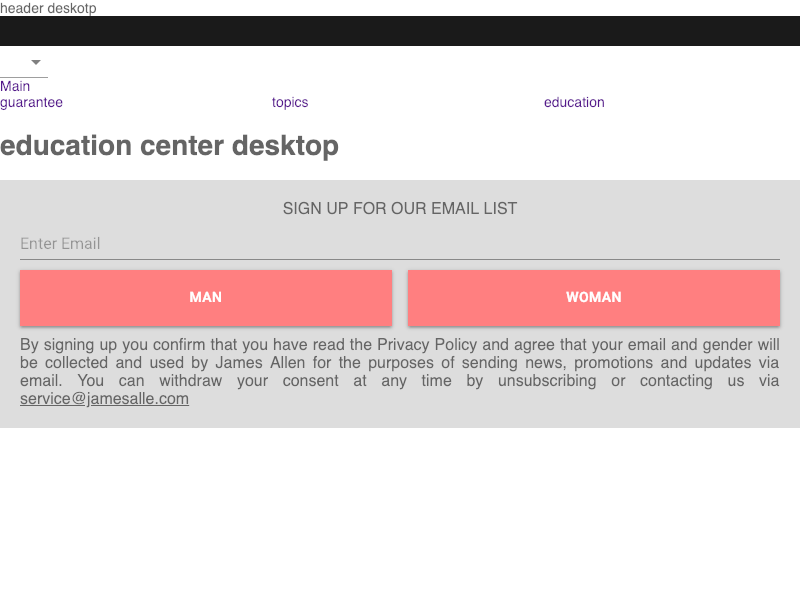 header deskotp
Main
guarantee topics education
education center desktop
SIGN UP FOR OUR EMAIL LIST
Enter Email
MAN WOMAN
By signing up you confirm that you have read the Privacy Policy and agree that your email and gender will
be collected and used by James Allen for the purposes of sending news, promotions and updates via
email. You can withdraw your consent at any time by unsubscribing or contacting us via
service@jamesalle.com